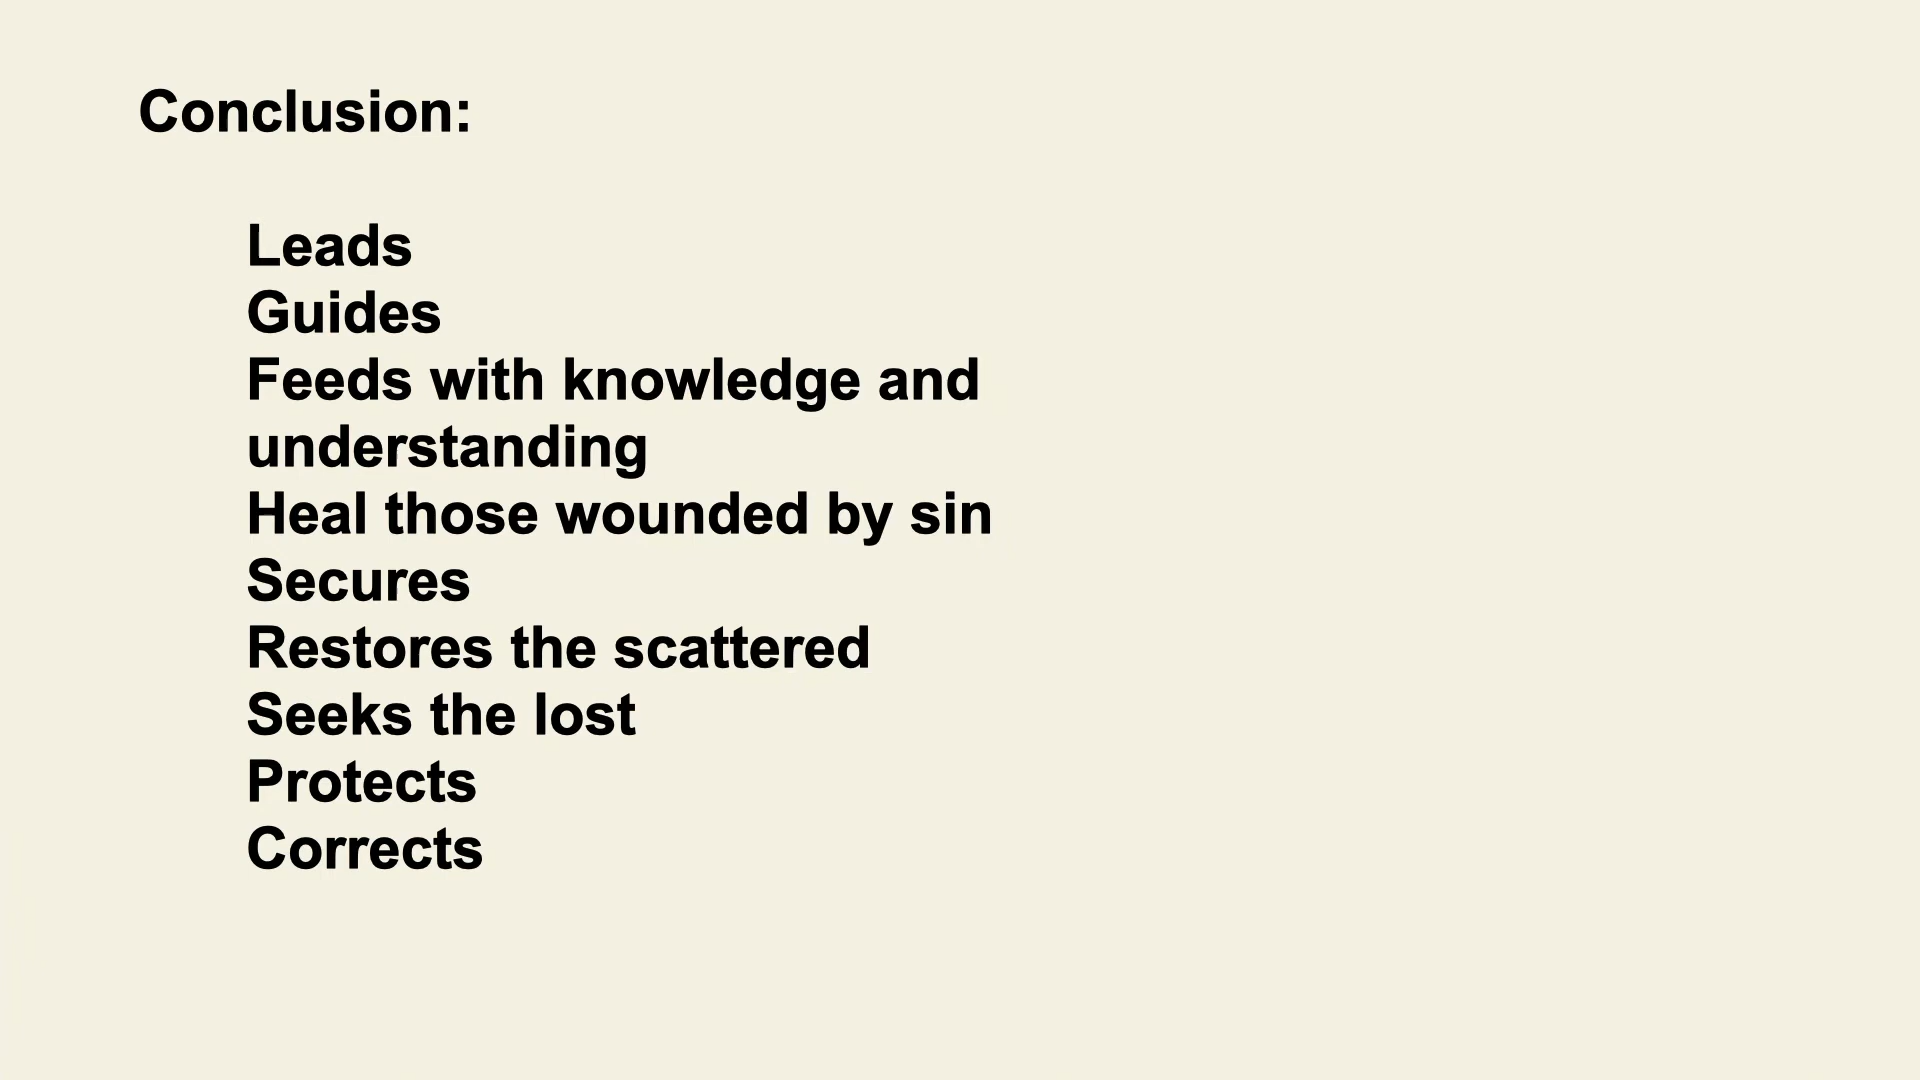 Conclusion:
Leads
Guides
Feeds with knowledge and
understanding
Heal those wounded by sin
Secures
Restores the scattered
Seeks the lost
Protects
Corrects